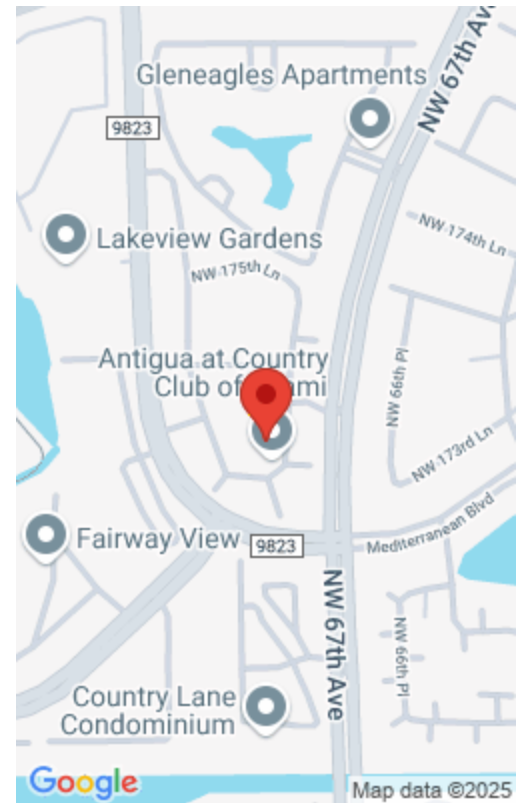 Gleneagles Apartments
NW 67th Av
9823
Lakeview Gardens
NW 174th Ln
NW 175th Ln
Antigua at Country
Club of
ami
NW 66th Pl
NW 173rd Ln
Mediterranean Blvd
Fairway View
9823
NW 67th Ave
NW 66th Pl
Country Lane
Condominium
Google
Map data ©2025